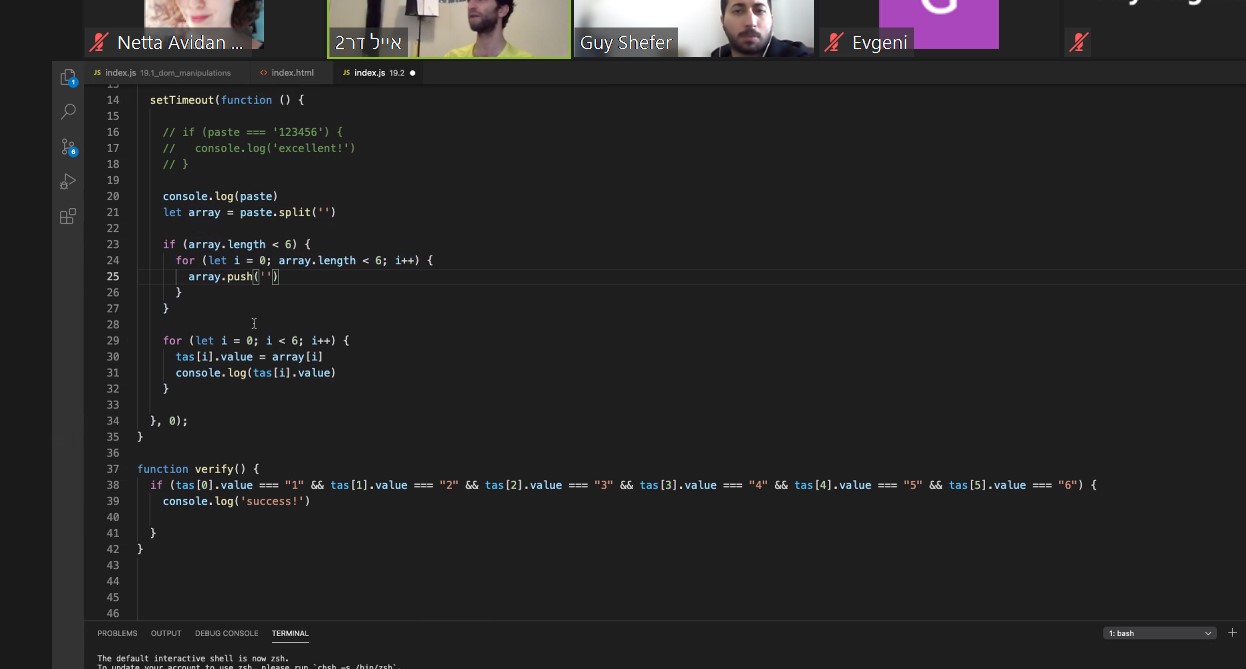 Netta Avidan ...
אייל דר2
Guy Shefer
Evgeni
JS index.js 19.1_dom_manipulations
<> index.html
JS index.js 19.2 ●
1
6
14 setTimeout(function () {
15
16 // if (paste === '123456') {
17 //   console.log('excellent!')
18 // }
19
20 console.log(paste)
21 let array = paste.split('')
22
23 if (array.length < 6) {
24 for (let i = 0; array.length < 6; i++) {
25 array.push('')
26 }
27 }
28
29 for (let i = 0; i < 6; i++) {
30 tas[i].value = array[i]
31 console.log(tas[i].value)
32 }
33
34 }, 0);
35 }
36
37 function verify() {
38 if (tas[0].value === "1" && tas[1].value === "2" && tas[2].value === "3" && tas[3].value === "4" && tas[4].value === "5" && tas[5].value === "6") {
39 console.log('success!')
40
41 }
42 }
43
44
45
46
PROBLEMS OUTPUT DEBUG CONSOLE TERMINAL
1: bash
The default interactive shell is now zsh.
To update your account to use zsh, please run `chsh -s /bin/zsh`.